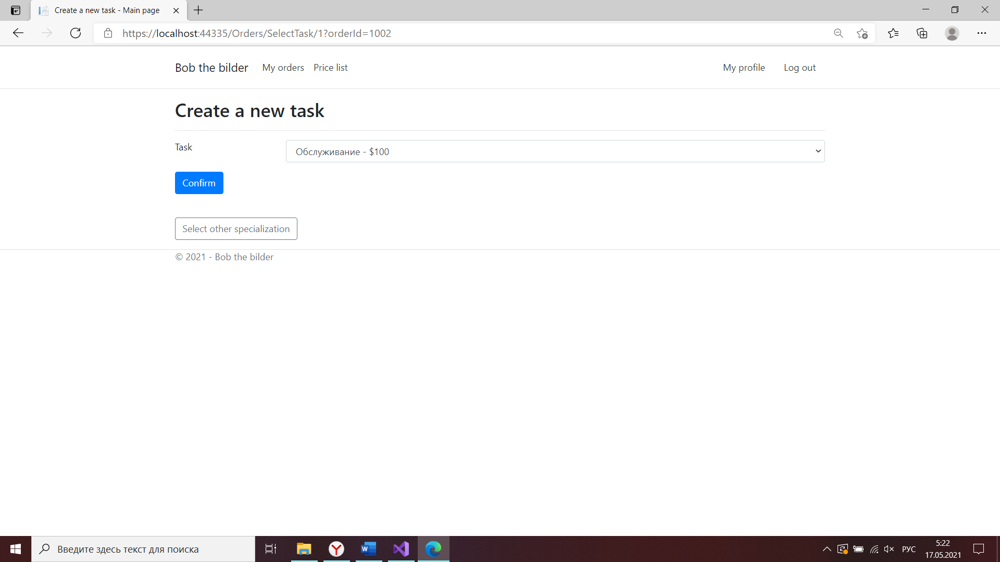 Create a new task - Main page
https://localhost:44335/Orders/SelectTask/1?orderId=1002
Bob the bilder My orders Price list My profile Log out
Create a new task
Task Обслуживание - $100
Confirm
Select other specialization
© 2021 - Bob the bilder
Введите здесь текст для поиска РУС 5:22
17.05.2021